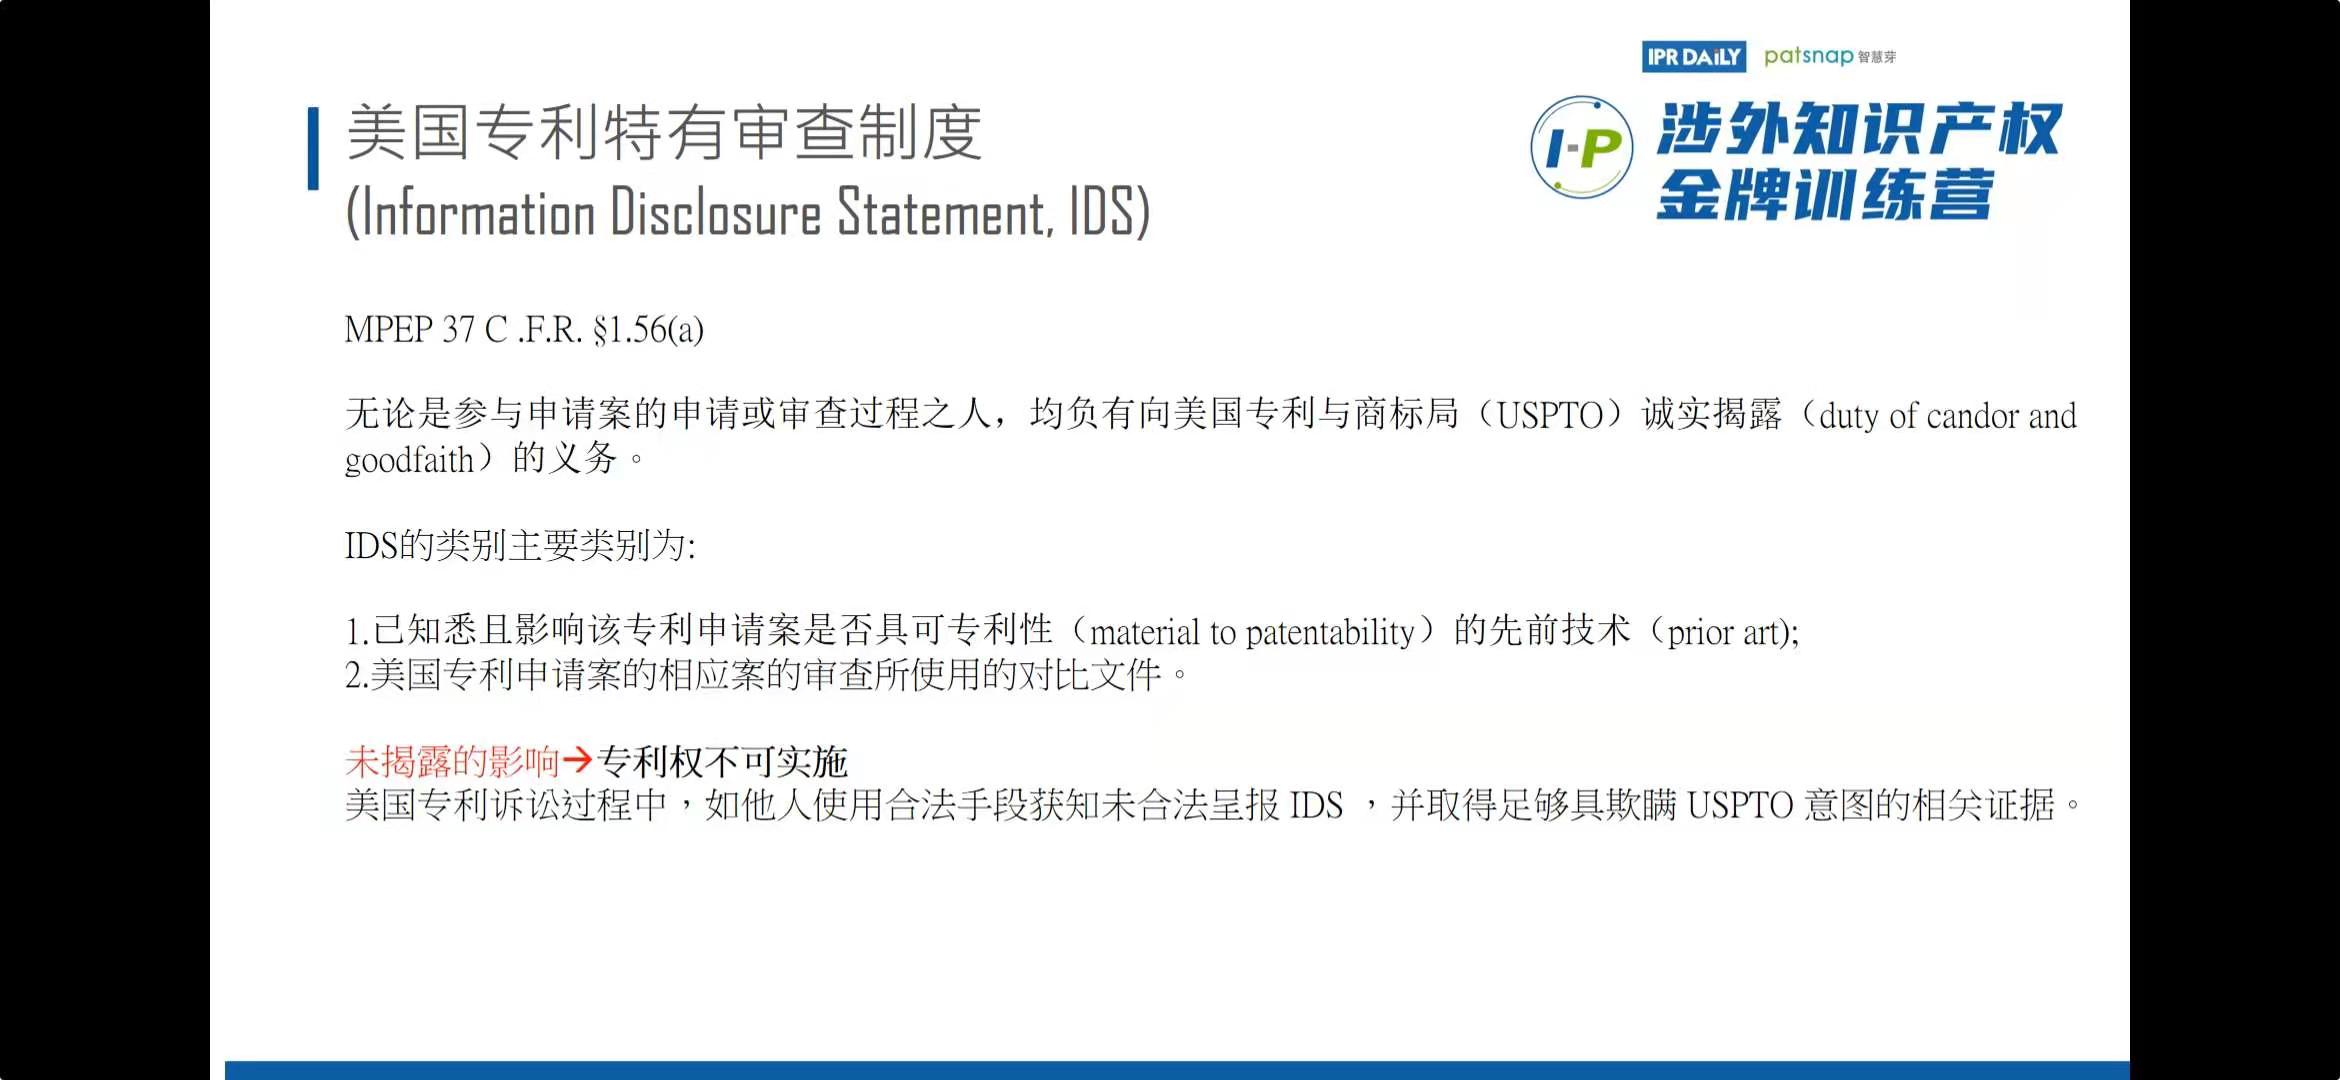 IPR DAILY patsnap 智慧芽
I-P 涉外知识产权
金牌训练营
美国专利特有审查制度
(Information Disclosure Statement, IDS)
MPEP 37 C .F.R. §1.56(a)
无论是参与申请案的申请或审查过程之人，均负有向美国专利与商标局（USPTO）诚实揭露（duty of candor and
goodfaith）的义务。
IDS的类别主要类别为:
1.已知悉且影响该专利申请案是否具可专利性（material to patentability）的先前技术（prior art);
2.美国专利申请案的相应案的审查所使用的对比文件。
未揭露的影响→专利权不可实施
美国专利诉讼过程中，如他人使用合法手段获知未合法呈报 IDS ，并取得足够具欺瞒 USPTO 意图的相关证据。